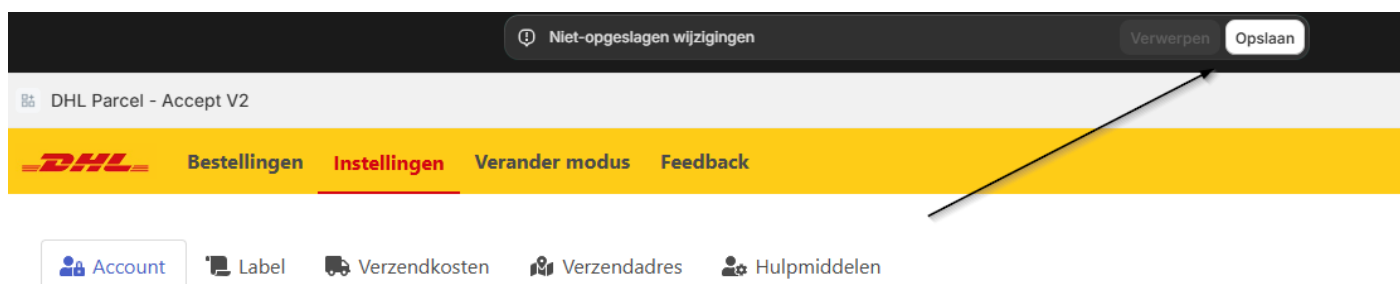 Niet-opgeslagen wijzigingen Verwerpen Opslaan
DHL Parcel - Accept V2
DHL Bestellingen Instellingen Verander modus Feedback
Account Label Verzendkosten Verzendadres Hulpmiddelen